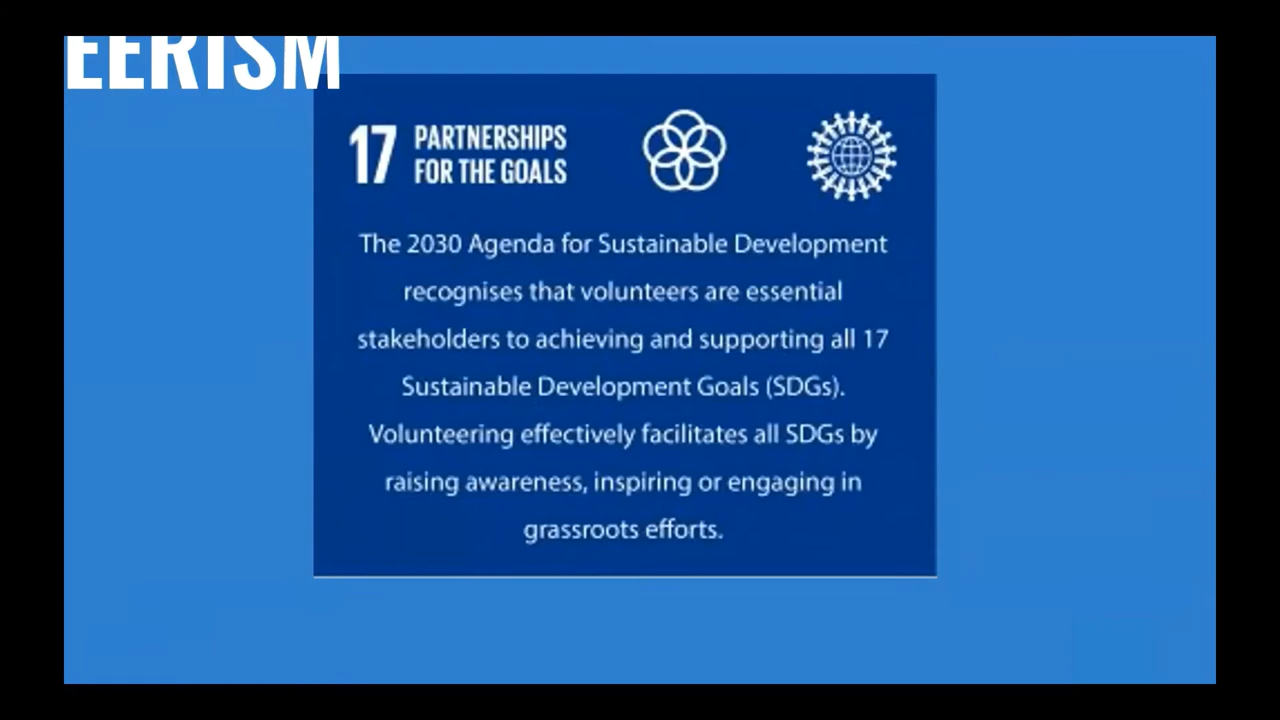 EERISM
17 PARTNERSHIPS
FOR THE GOALS
The 2030 Agenda for Sustainable Development
recognises that volunteers are essential
stakeholders to achieving and supporting all 17
Sustainable Development Goals (SDGs).
Volunteering effectively facilitates all SDGs by
raising awareness, inspiring or engaging in
grassroots efforts.